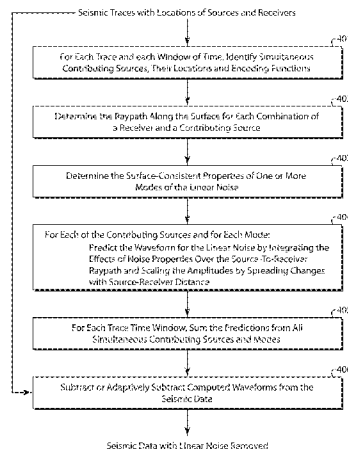 Seismic Traces with Locations of Sources and Receivers
For Each Trace and each Window of Time, Identify Simultaneous
Contributing Sources, Their Locations and Encoding Functions
Determine the Raypath Along the Surface for Each Combination of
a Receiver and a Contributing Source
Determine the Surface-Consistent Properties of One or More
Modes of the Linear Noise
For Each of the Contributing Sources and for Each Mode:
Predict the Waveform for the Linear Noise by Integrating the
Effects of Noise Properties Over the Source-To-Receiver
Raypath and Scaling the Amplitudes by Spreading Changes
with Source-Receiver Distance
For Each Trace Time Window, Sum the Predictions from All
Simultaneous Contributing Sources and Modes
Subtract or Adaptively Subtract Computed Waveforms from the
Seismic Data
Seismic Data with Linear Noise Removed